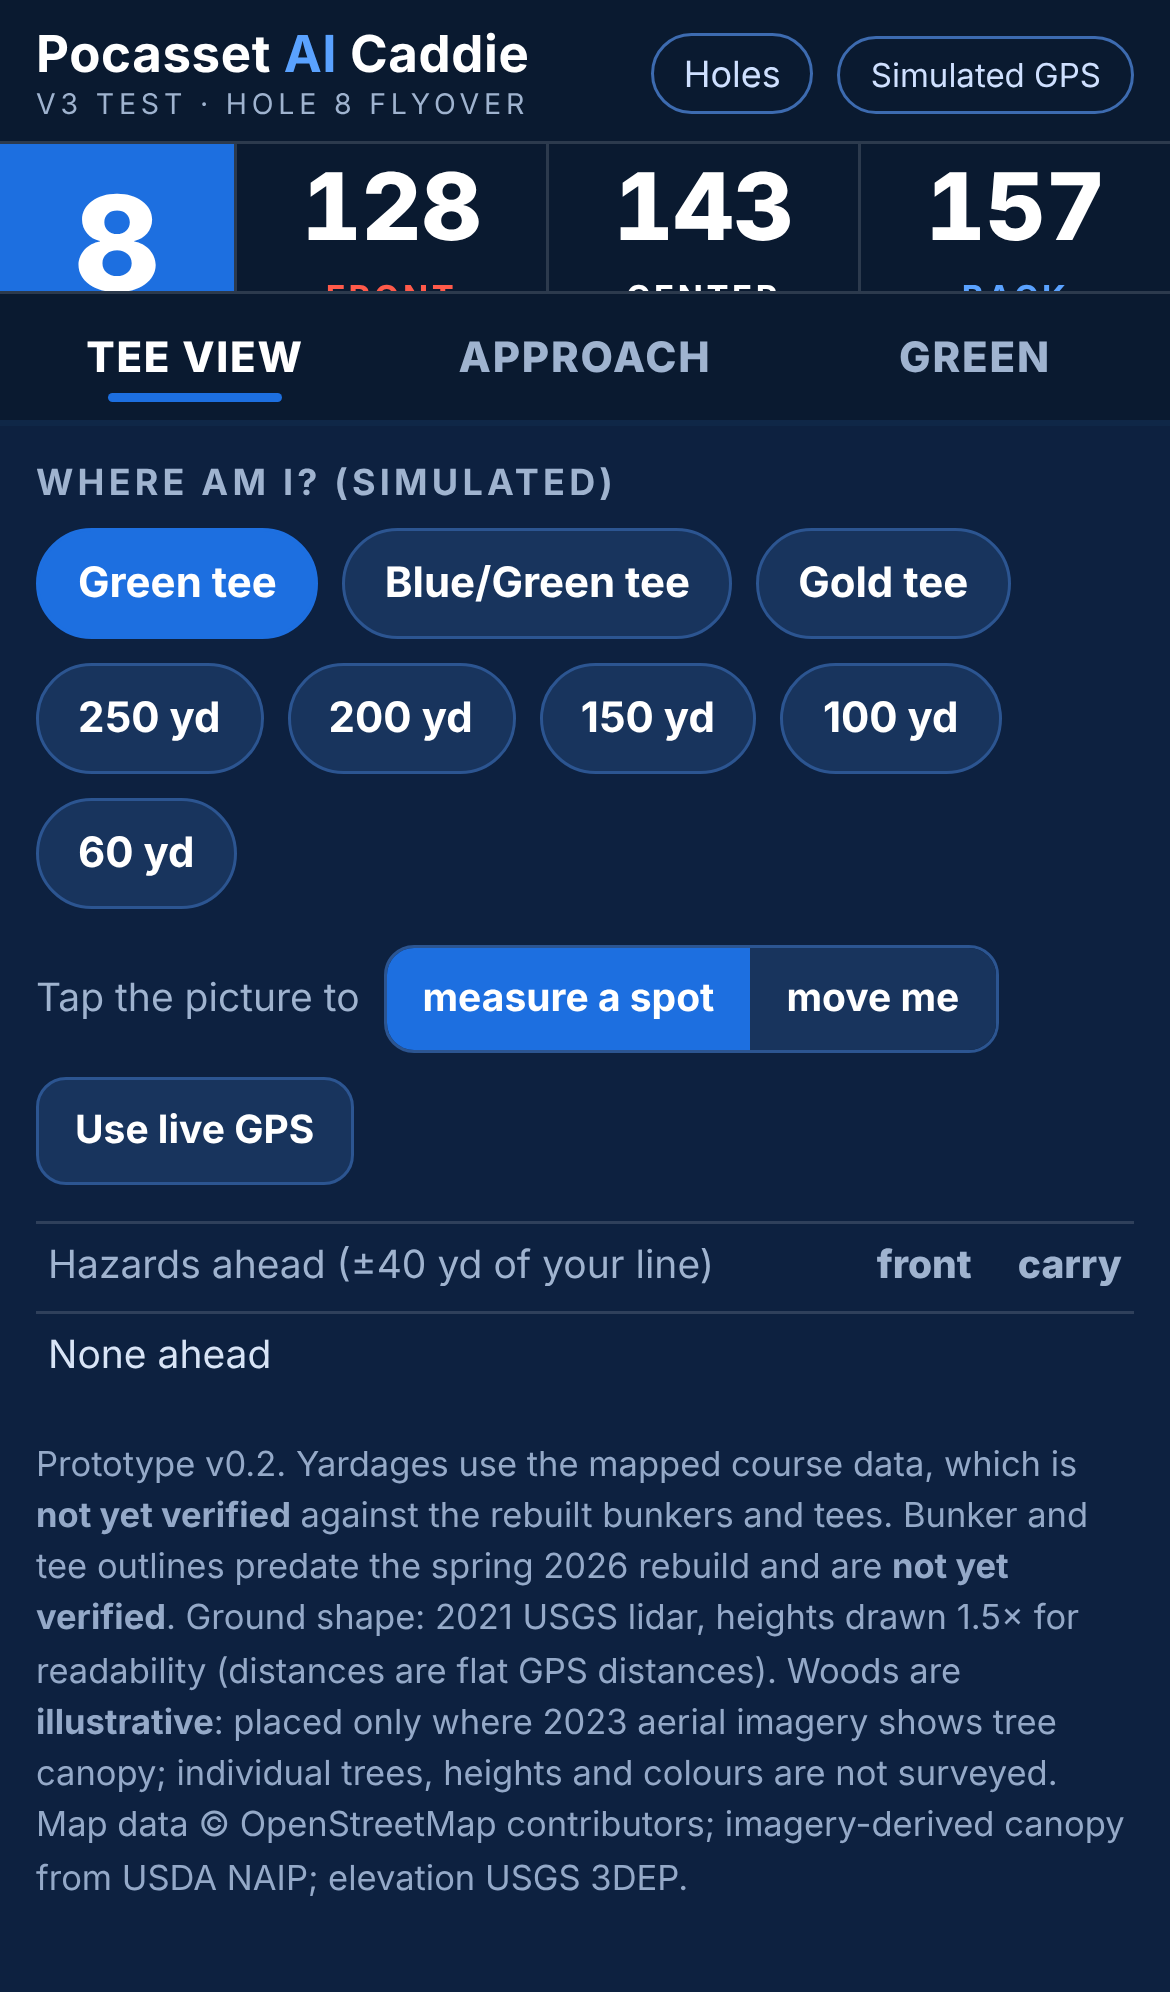 Pocasset AI Caddie
V3 TEST · HOLE 8 FLYOVER
Holes
Simulated GPS
8
128
143
157
FRONT
CENTER
BACK
TEE VIEW
APPROACH
GREEN
WHERE AM I? (SIMULATED)
Green tee
Blue/Green tee
Gold tee
250 yd
200 yd
150 yd
100 yd
60 yd
Tap the picture to
measure a spot
move me
Use live GPS
Hazards ahead (±40 yd of your line) front carry
None ahead
Prototype v0.2. Yardages use the mapped course data, which is
not yet verified against the rebuilt bunkers and tees. Bunker and
tee outlines predate the spring 2026 rebuild and are not yet
verified. Ground shape: 2021 USGS lidar, heights drawn 1.5× for
readability (distances are flat GPS distances). Woods are
illustrative: placed only where 2023 aerial imagery shows tree
canopy; individual trees, heights and colours are not surveyed.
Map data © OpenStreetMap contributors; imagery-derived canopy
from USDA NAIP; elevation USGS 3DEP.